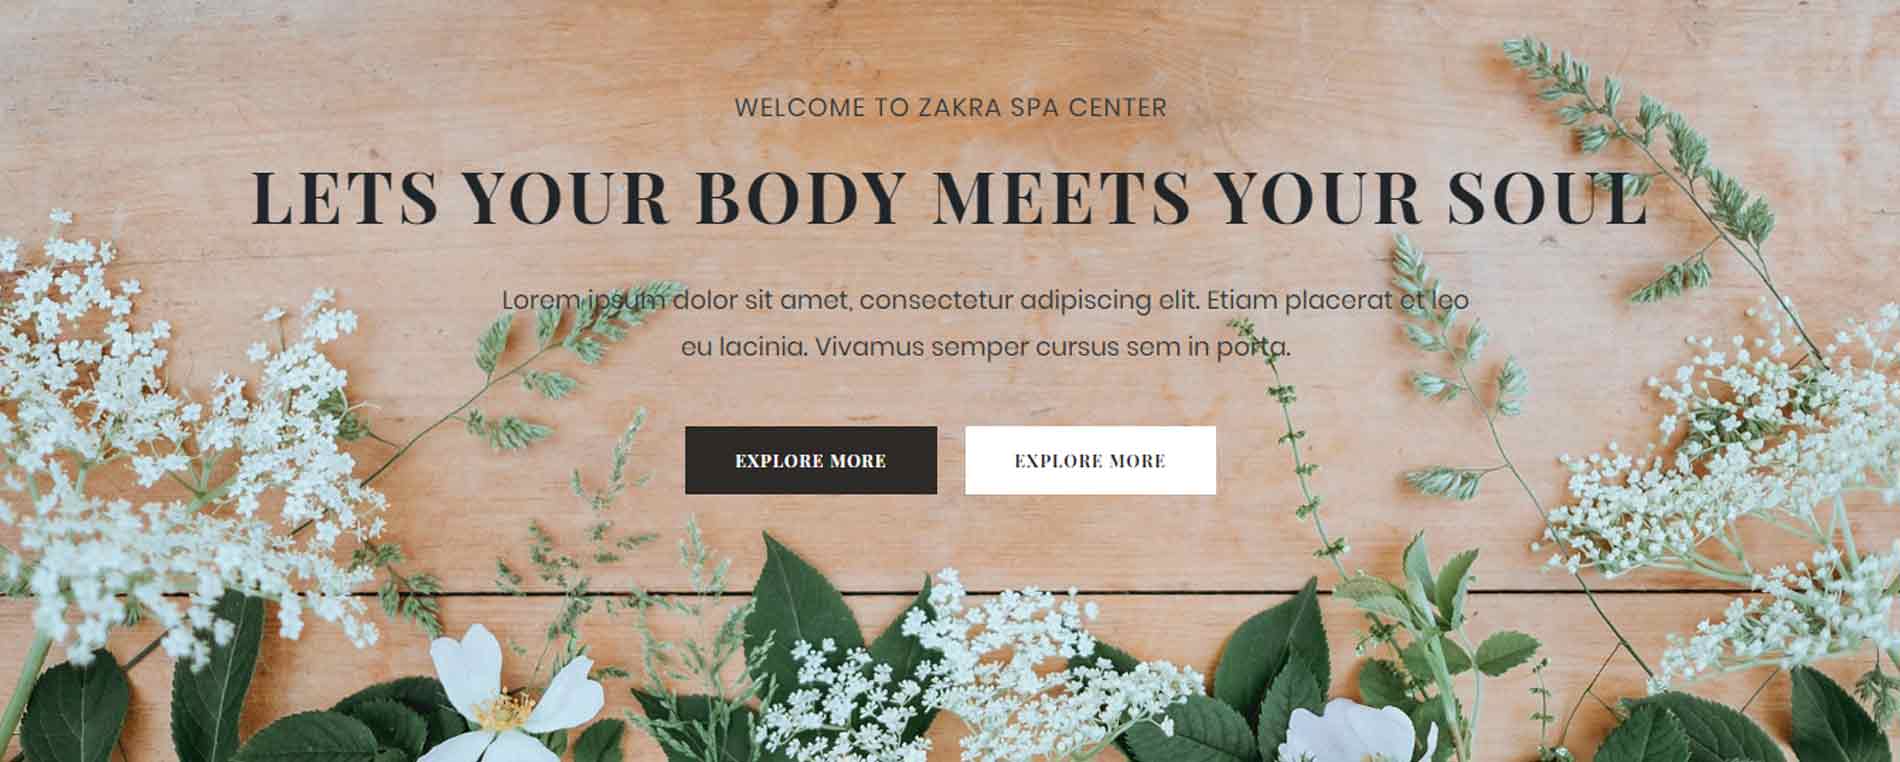 WELCOME TO ZAKRA SPA CENTER
LETS YOUR BODY MEETS YOUR SOUL
Lorem ipsum dolor sit amet, consectetur adipiscing elit. Etiam placerat et leo
eu lacinia. Vivamus semper cursus sem in porta.
EXPLORE MORE
EXPLORE MORE